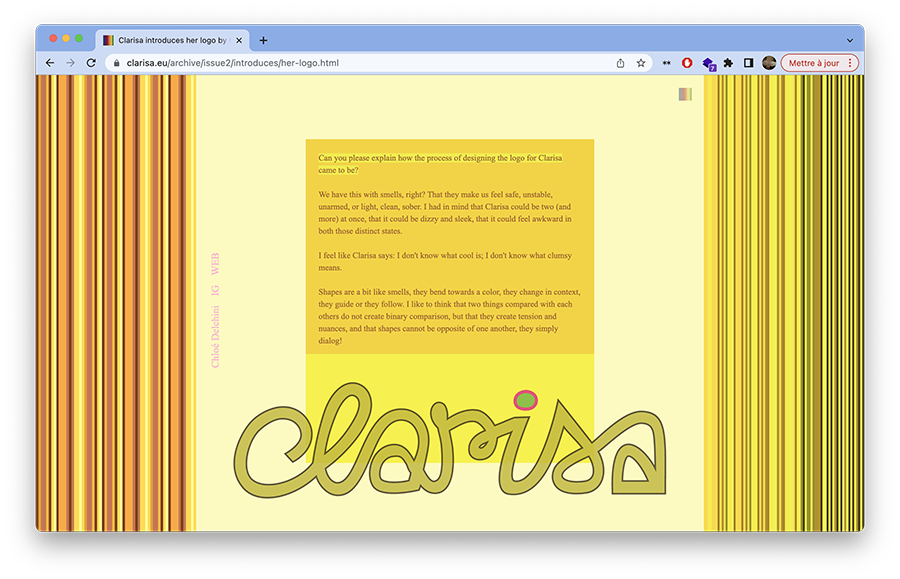 Clarisa introduces her logo by
clarisa.eu/archive/issue2/introduces/her-logo.html
7
Mettre à jour
Can you please explain how the process of designing the logo for Clarisa
came to be?
We have this with smells, right? That they make us feel safe, unstable,
unarmed, or light, clean, sober. I had in mind that Clarisa could be two (and
more) at once, that it could be dizzy and sleek, that it could feel awkward in
both those distinct states.
I feel like Clarisa says: I don't know what cool is; I don't know what clumsy
means.
Shapes are a bit like smells, they bend towards a color, they change in context,
they guide or they follow. I like to think that two things compared with each
others do not create binary comparison, but that they create tension and
nuances, and that shapes cannot be opposite of one another, they simply
dialog!
Chloé Delchini IG WEB
clarisa